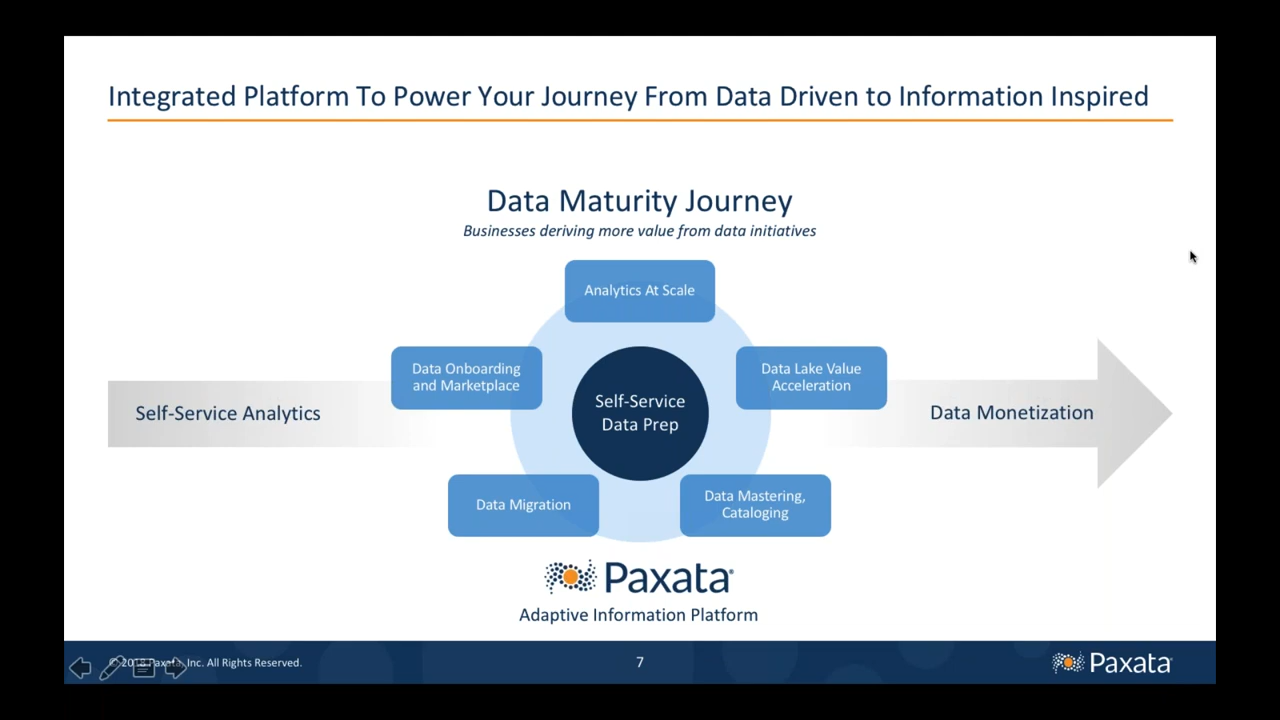 Integrated Platform To Power Your Journey From Data Driven to Information Inspired
Data Maturity Journey
Businesses deriving more value from data initiatives
Analytics At Scale
Data Onboarding
and Marketplace
Data Lake Value
Acceleration
Self-Service Analytics
Self-Service
Data Prep
Data Monetization
Data Migration
Data Mastering,
Cataloging
Paxata®
Adaptive Information Platform
© 2018 Paxata, Inc. All Rights Reserved.
7
Paxata